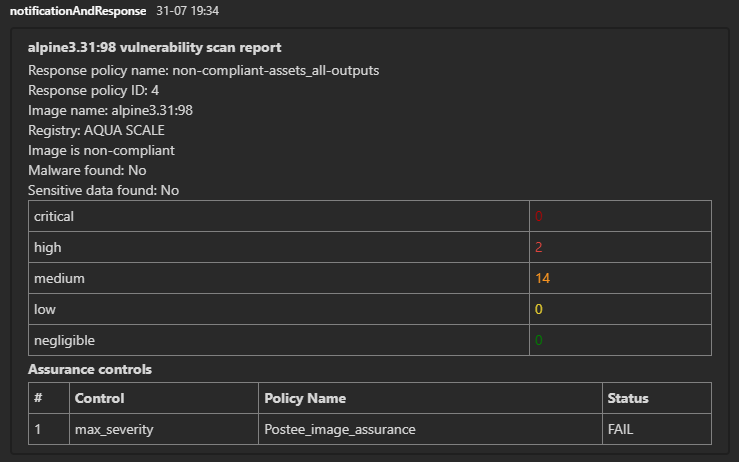 notificationAndResponse 31-07 19:34
alpine3.31:98 vulnerability scan report
Response policy name: non-compliant-assets_all-outputs
Response policy ID: 4
Image name: alpine3.31:98
Registry: AQUA SCALE
Image is non-compliant
Malware found: No
Sensitive data found: No
critical 0
high 2
medium 14
low 0
negligible 0
Assurance controls
# Control Policy Name Status
1 max_severity Postee_image_assurance FAIL